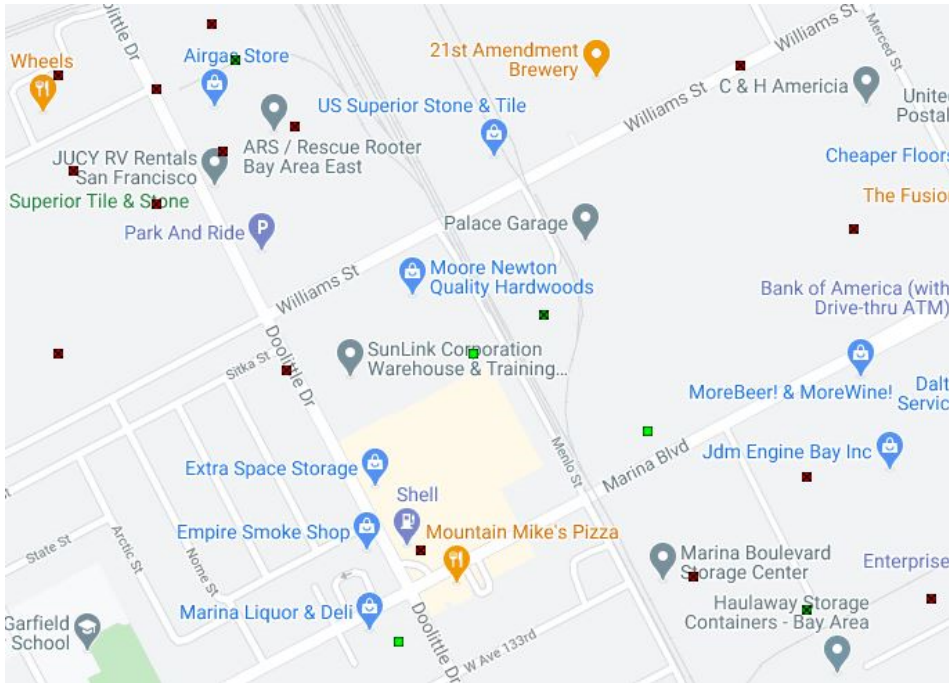 Doolittle Dr
Wheels
Airgas Store
21st Amendment
Brewery
Williams St
Merced St
C & H Americia
United
Postal
US Superior Stone & Tile
Williams St
ARS / Rescue Rooter
Bay Area East
JUCY RV Rentals
San Francisco
Cheaper Floors
Superior Tile & Stone
The Fusion
Park And Ride
P
Palace Garage
Moore Newton
Quality Hardwoods
Williams St
Bank of America (with
Drive-thru ATM)
Doolittle Dr
SunLink Corporation
Warehouse & Training...
Sitka St
MoreBeer! & MoreWine!
Dalt
Servic
Extra Space Storage
Menlo St
Marina Blvd
Jdm Engine Bay Inc
Shell
Empire Smoke Shop
Mountain Mike's Pizza
State St
Arctic St
Nome St
Marina Boulevard
Storage Center
Enterprise
Marina Liquor & Deli
Doolittle Dr
W Ave 133rd
Haulaway Storage
Containers - Bay Area
Garfield
School